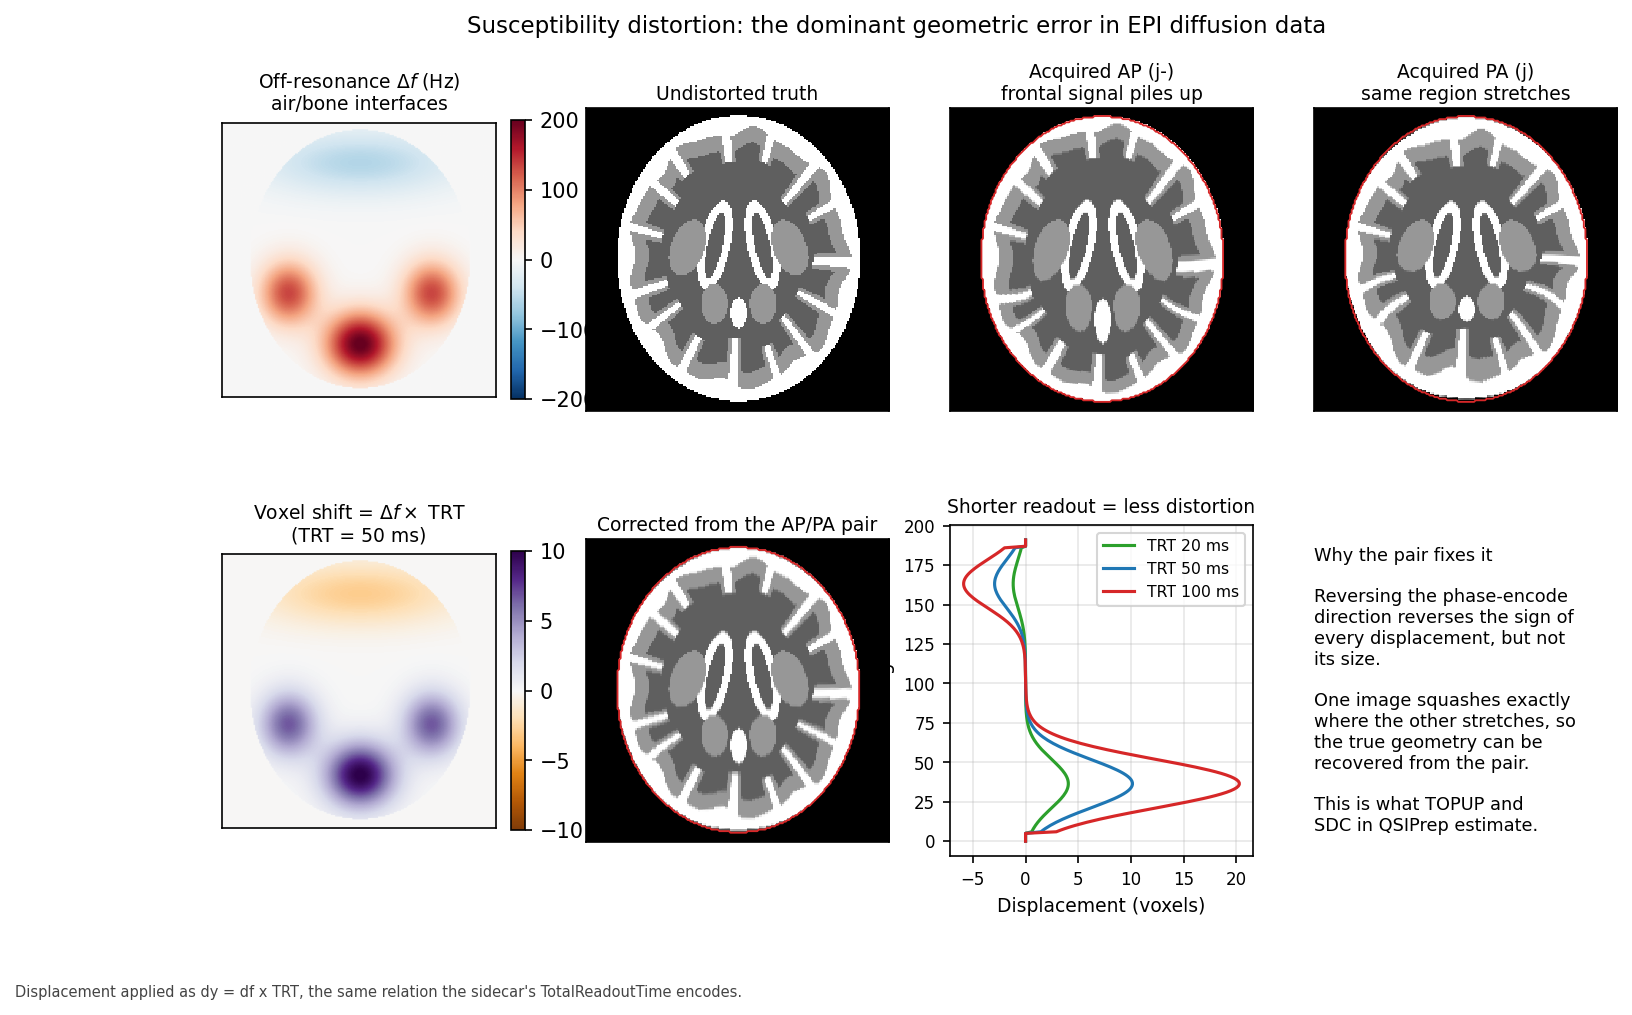 Susceptibility distortion: the dominant geometric error in EPI diffusion data
Off-resonance Δf (Hz)
air/bone interfaces
200
100
0
−100
−200
Undistorted truth
Acquired AP (j-)
frontal signal piles up
Acquired PA (j)
same region stretches
Voxel shift = Δf × TRT
(TRT = 50 ms)
10
5
0
−5
−10
Corrected from the AP/PA pair
Shorter readout = less distortion
200
175
150
125
100
75
50
25
0
TRT 20 ms
TRT 50 ms
TRT 100 ms
−5 0 5 10 15 20
Displacement (voxels)
Why the pair fixes it
Reversing the phase-encode
direction reverses the sign of
every displacement, but not
its size.
One image squashes exactly
where the other stretches, so
the true geometry can be
recovered from the pair.
This is what TOPUP and
SDC in QSIPrep estimate.
Displacement applied as dy = df x TRT, the same relation the sidecar's TotalReadoutTime encodes.